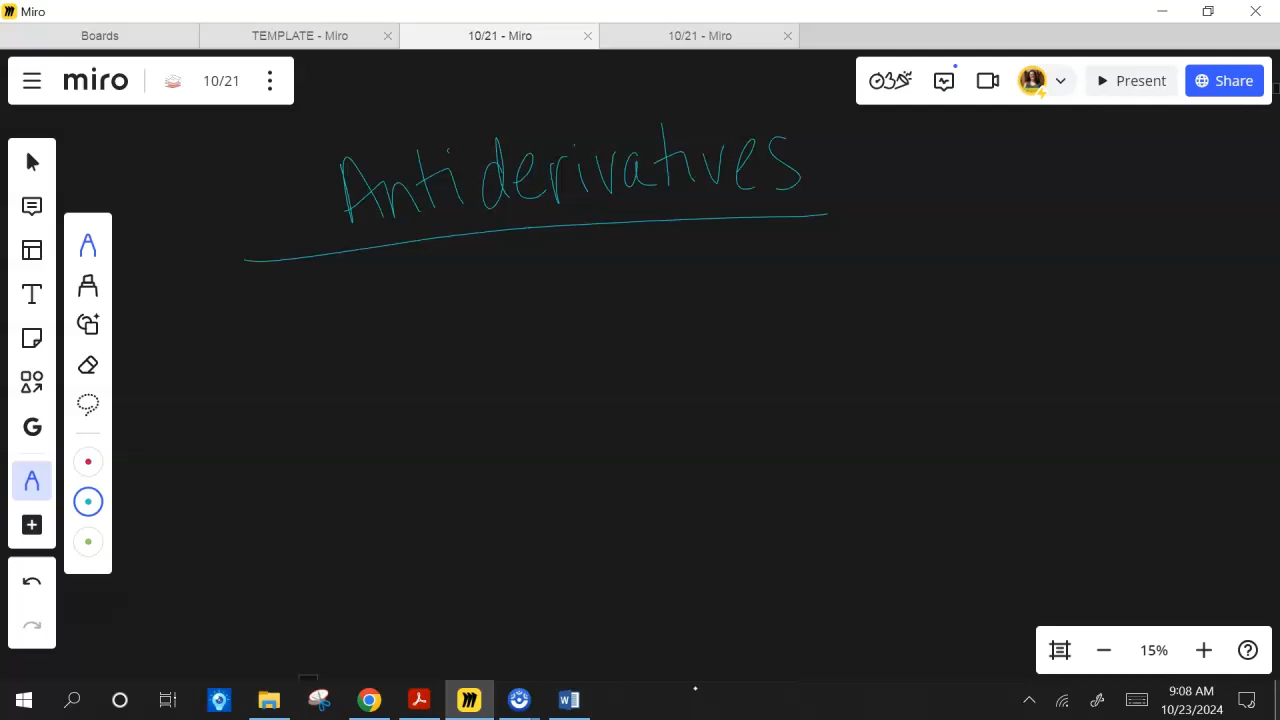 Miro
Boards
TEMPLATE - Miro
10/21 - Miro
10/21 - Miro
miro
10/21
Present
Share
Antiderivatives
15%
9:08 AM
10/23/2024